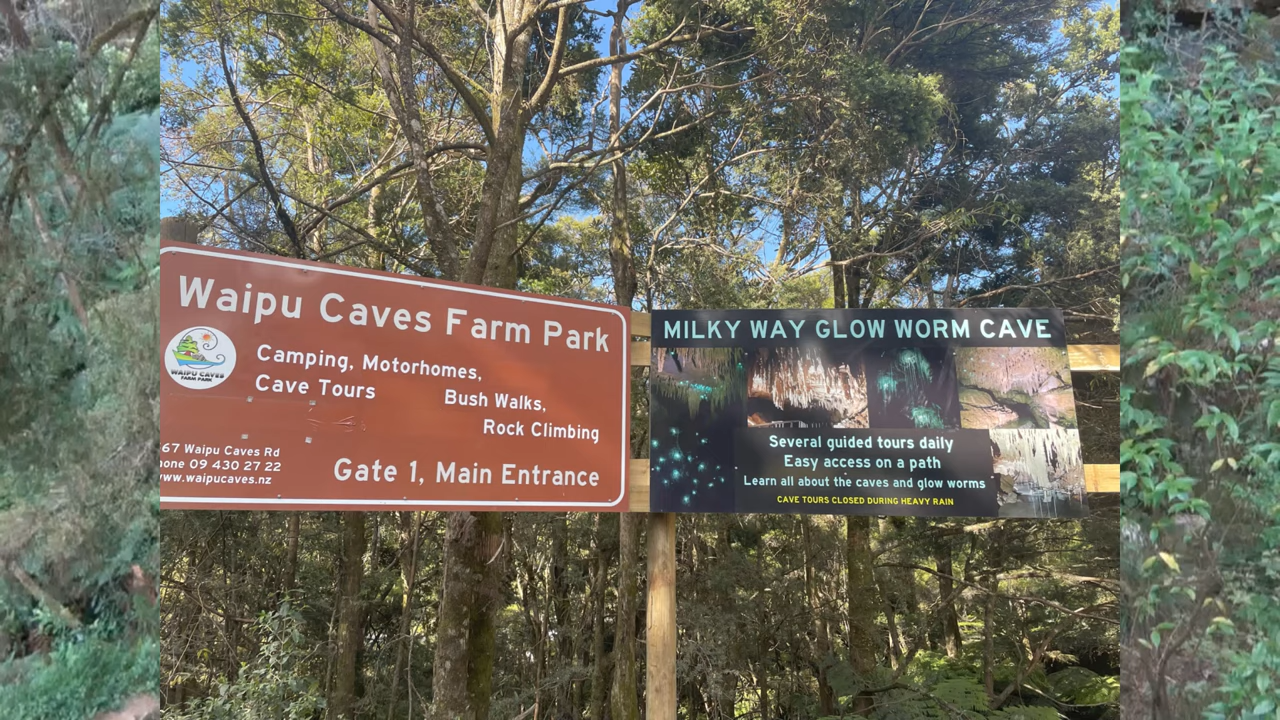 Waipu Caves Farm Park
WAIPU CAVES
FARM PARK
Camping, Motorhomes,
Cave Tours
Bush Walks,
Rock Climbing
67 Waipu Caves Rd
09 430 27 22
www.waipucaves.nz
Gate 1, Main Entrance
MILKY WAY GLOW WORM CAVE
Several guided tours daily
Easy access on a path
Learn all about the caves and glow worms
CAVE TOURS CLOSED DURING HEAVY RAIN